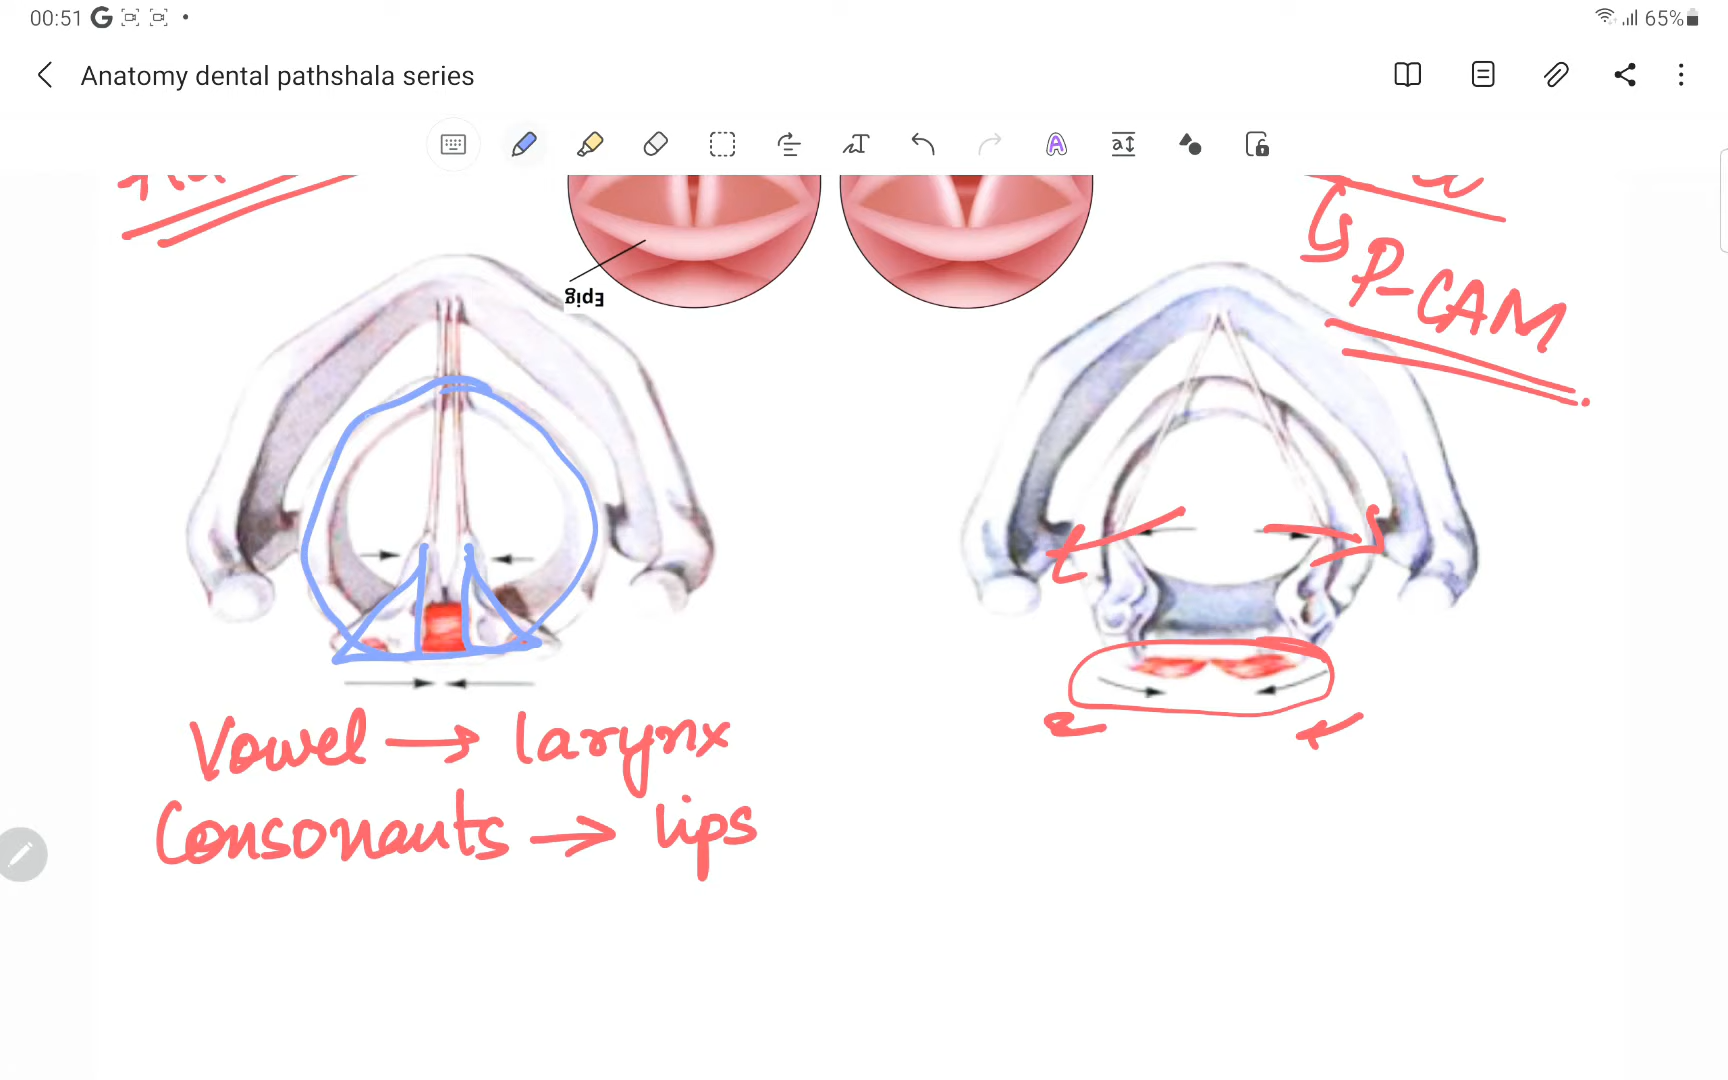 00:51 G 65%
Anatomy dental pathshala series
Epig
P-CAM
Vowel → larynx
Consonants → lips